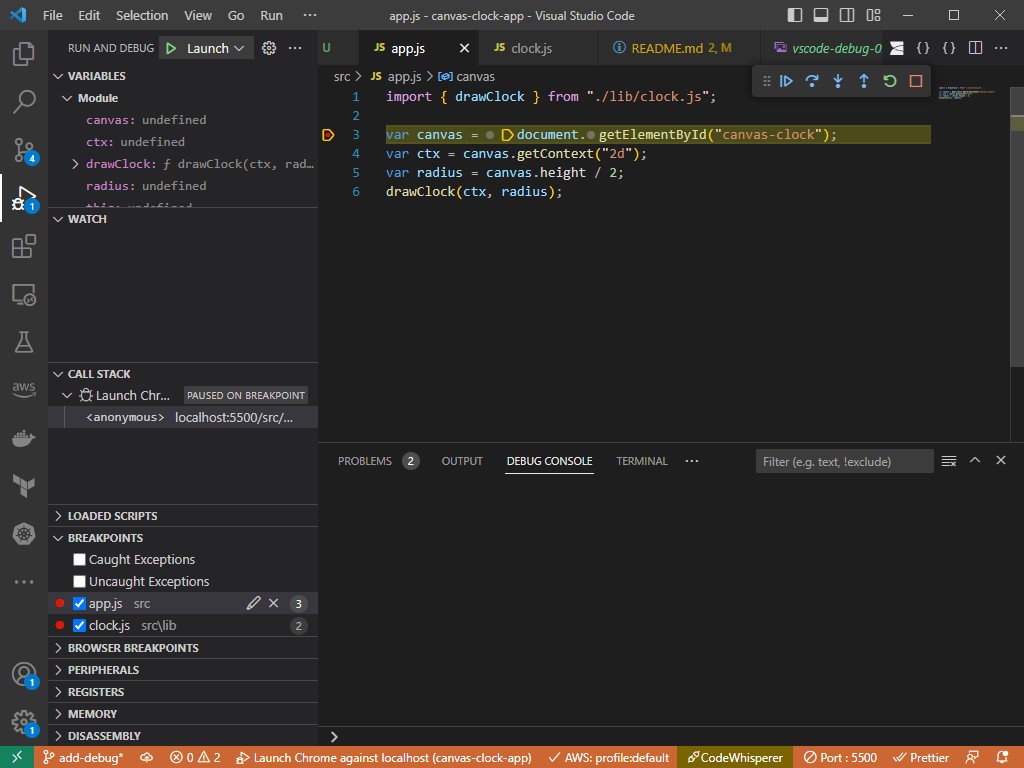 File Edit Selection View Go Run ··· app.js - canvas-clock-app - Visual Studio Code
RUN AND DEBUG Launch ··· U JS app.js JS clock.js README.md 2, M vscode-debug-0 ···
src > JS app.js > canvas
VARIABLES
Module
canvas: undefined
ctx: undefined
drawClock: ƒ drawClock(ctx, rad…
radius: undefined
this: undefined
WATCH
CALL STACK
Launch Chr... PAUSED ON BREAKPOINT
<anonymous> localhost:5500/src/...
LOADED SCRIPTS
BREAKPOINTS
Caught Exceptions
Uncaught Exceptions
app.js src 3
clock.js src\lib 2
BROWSER BREAKPOINTS
PERIPHERALS
REGISTERS
MEMORY
DISASSEMBLY
4
1
aws
1
1
1 import { drawClock } from "./lib/clock.js";
2
3 var canvas = document.getElementById("canvas-clock");
4 var ctx = canvas.getContext("2d");
5 var radius = canvas.height / 2;
6 drawClock(ctx, radius);
PROBLEMS 2 OUTPUT DEBUG CONSOLE TERMINAL ··· Filter (e.g. text, !exclude)
add-debug* 0 2 Launch Chrome against localhost (canvas-clock-app) AWS: profile:default CodeWhisperer Port : 5500 Prettier